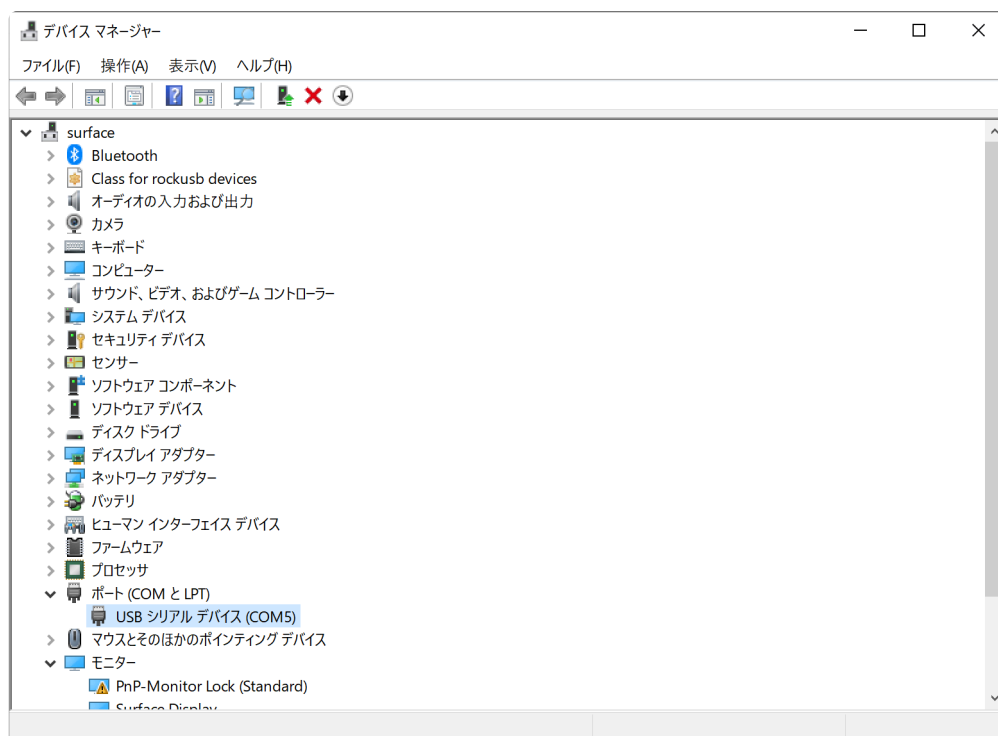 デバイス マネージャー
ファイル(F) 操作(A) 表示(V) ヘルプ(H)
surface
Bluetooth
Class for rockusb devices
オーディオの入力および出力
カメラ
キーボード
コンピューター
サウンド、ビデオ、およびゲーム コントローラー
システム デバイス
セキュリティ デバイス
センサー
ソフトウェア コンポーネント
ソフトウェア デバイス
ディスク ドライブ
ディスプレイ アダプター
ネットワーク アダプター
バッテリ
ヒューマン インターフェイス デバイス
ファームウェア
プロセッサ
ポート (COM と LPT)
USB シリアル デバイス (COM5)
マウスとそのほかのポインティング デバイス
モニター
PnP-Monitor Lock (Standard)
Surface Display